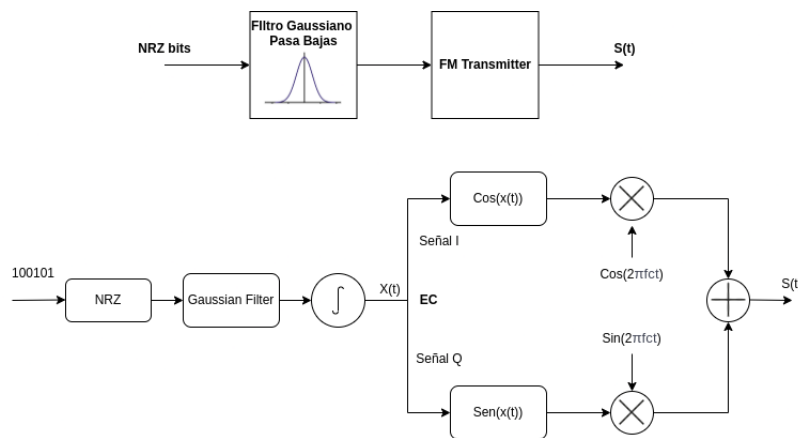 FIltro Gaussiano
Pasa Bajas
NRZ bits
FM Transmitter
S(t)
Cos(x(t))
Señal I
Cos(2πfct)
100101
NRZ
Gaussian Filter
∫
X(t)
EC
S(t
Sin(2πfct)
Señal Q
Sen(x(t))